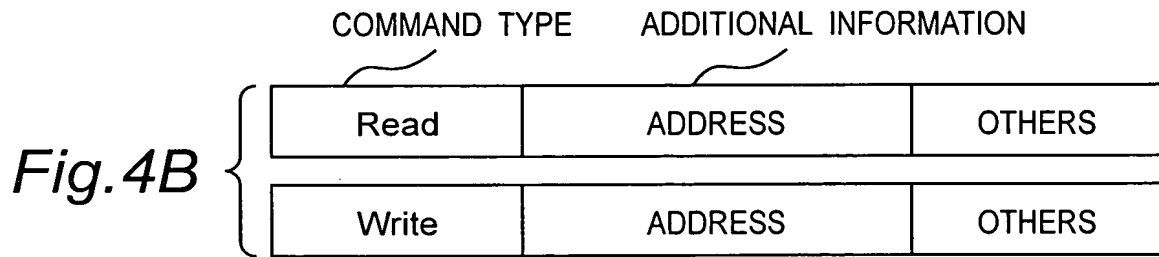 COMMAND TYPE ADDITIONAL INFORMATION
Read ADDRESS OTHERS
Fig.4B
Write ADDRESS OTHERS